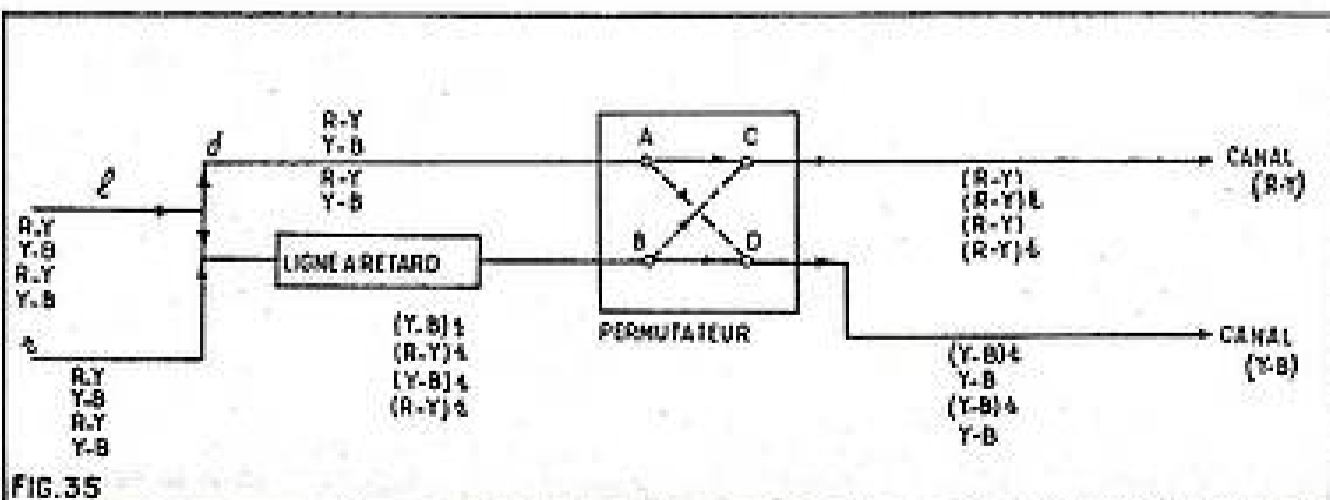 R-Y
Y-B
R-Y
Y-B
d
l
R.Y
Y-B
R-Y
Y-B
A
C
CANAL
(R-Y)
(R-Y)
(R-Y)r
(R-Y)
(R-Y)r
B
D
LIGNE A RETARD
PERMUTATEUR
(Y.B)r
(R.Y)r
(Y-B)r
(R-Y)r
r
R.Y
Y-B
R-Y
Y-B
CANAL
(Y-B)
(Y-B)r
Y-B
(Y-B)r
Y-B
FIG.35